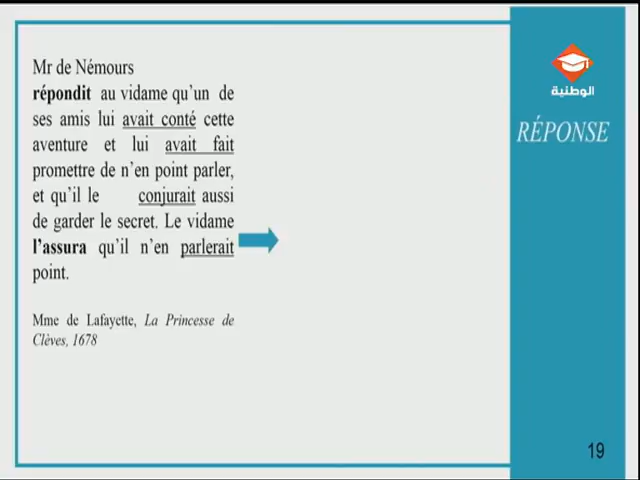 Mr de Némours
répondit au vidame qu’un de
ses amis lui avait conté cette
aventure et lui avait fait
promettre de n’en point parler,
et qu’il le conjurait aussi
de garder le secret. Le vidame
l’assura qu’il n’en parlerait
point.
Mme de Lafayette, La Princesse de
Clèves, 1678
الوطنية
RÉPONSE
19